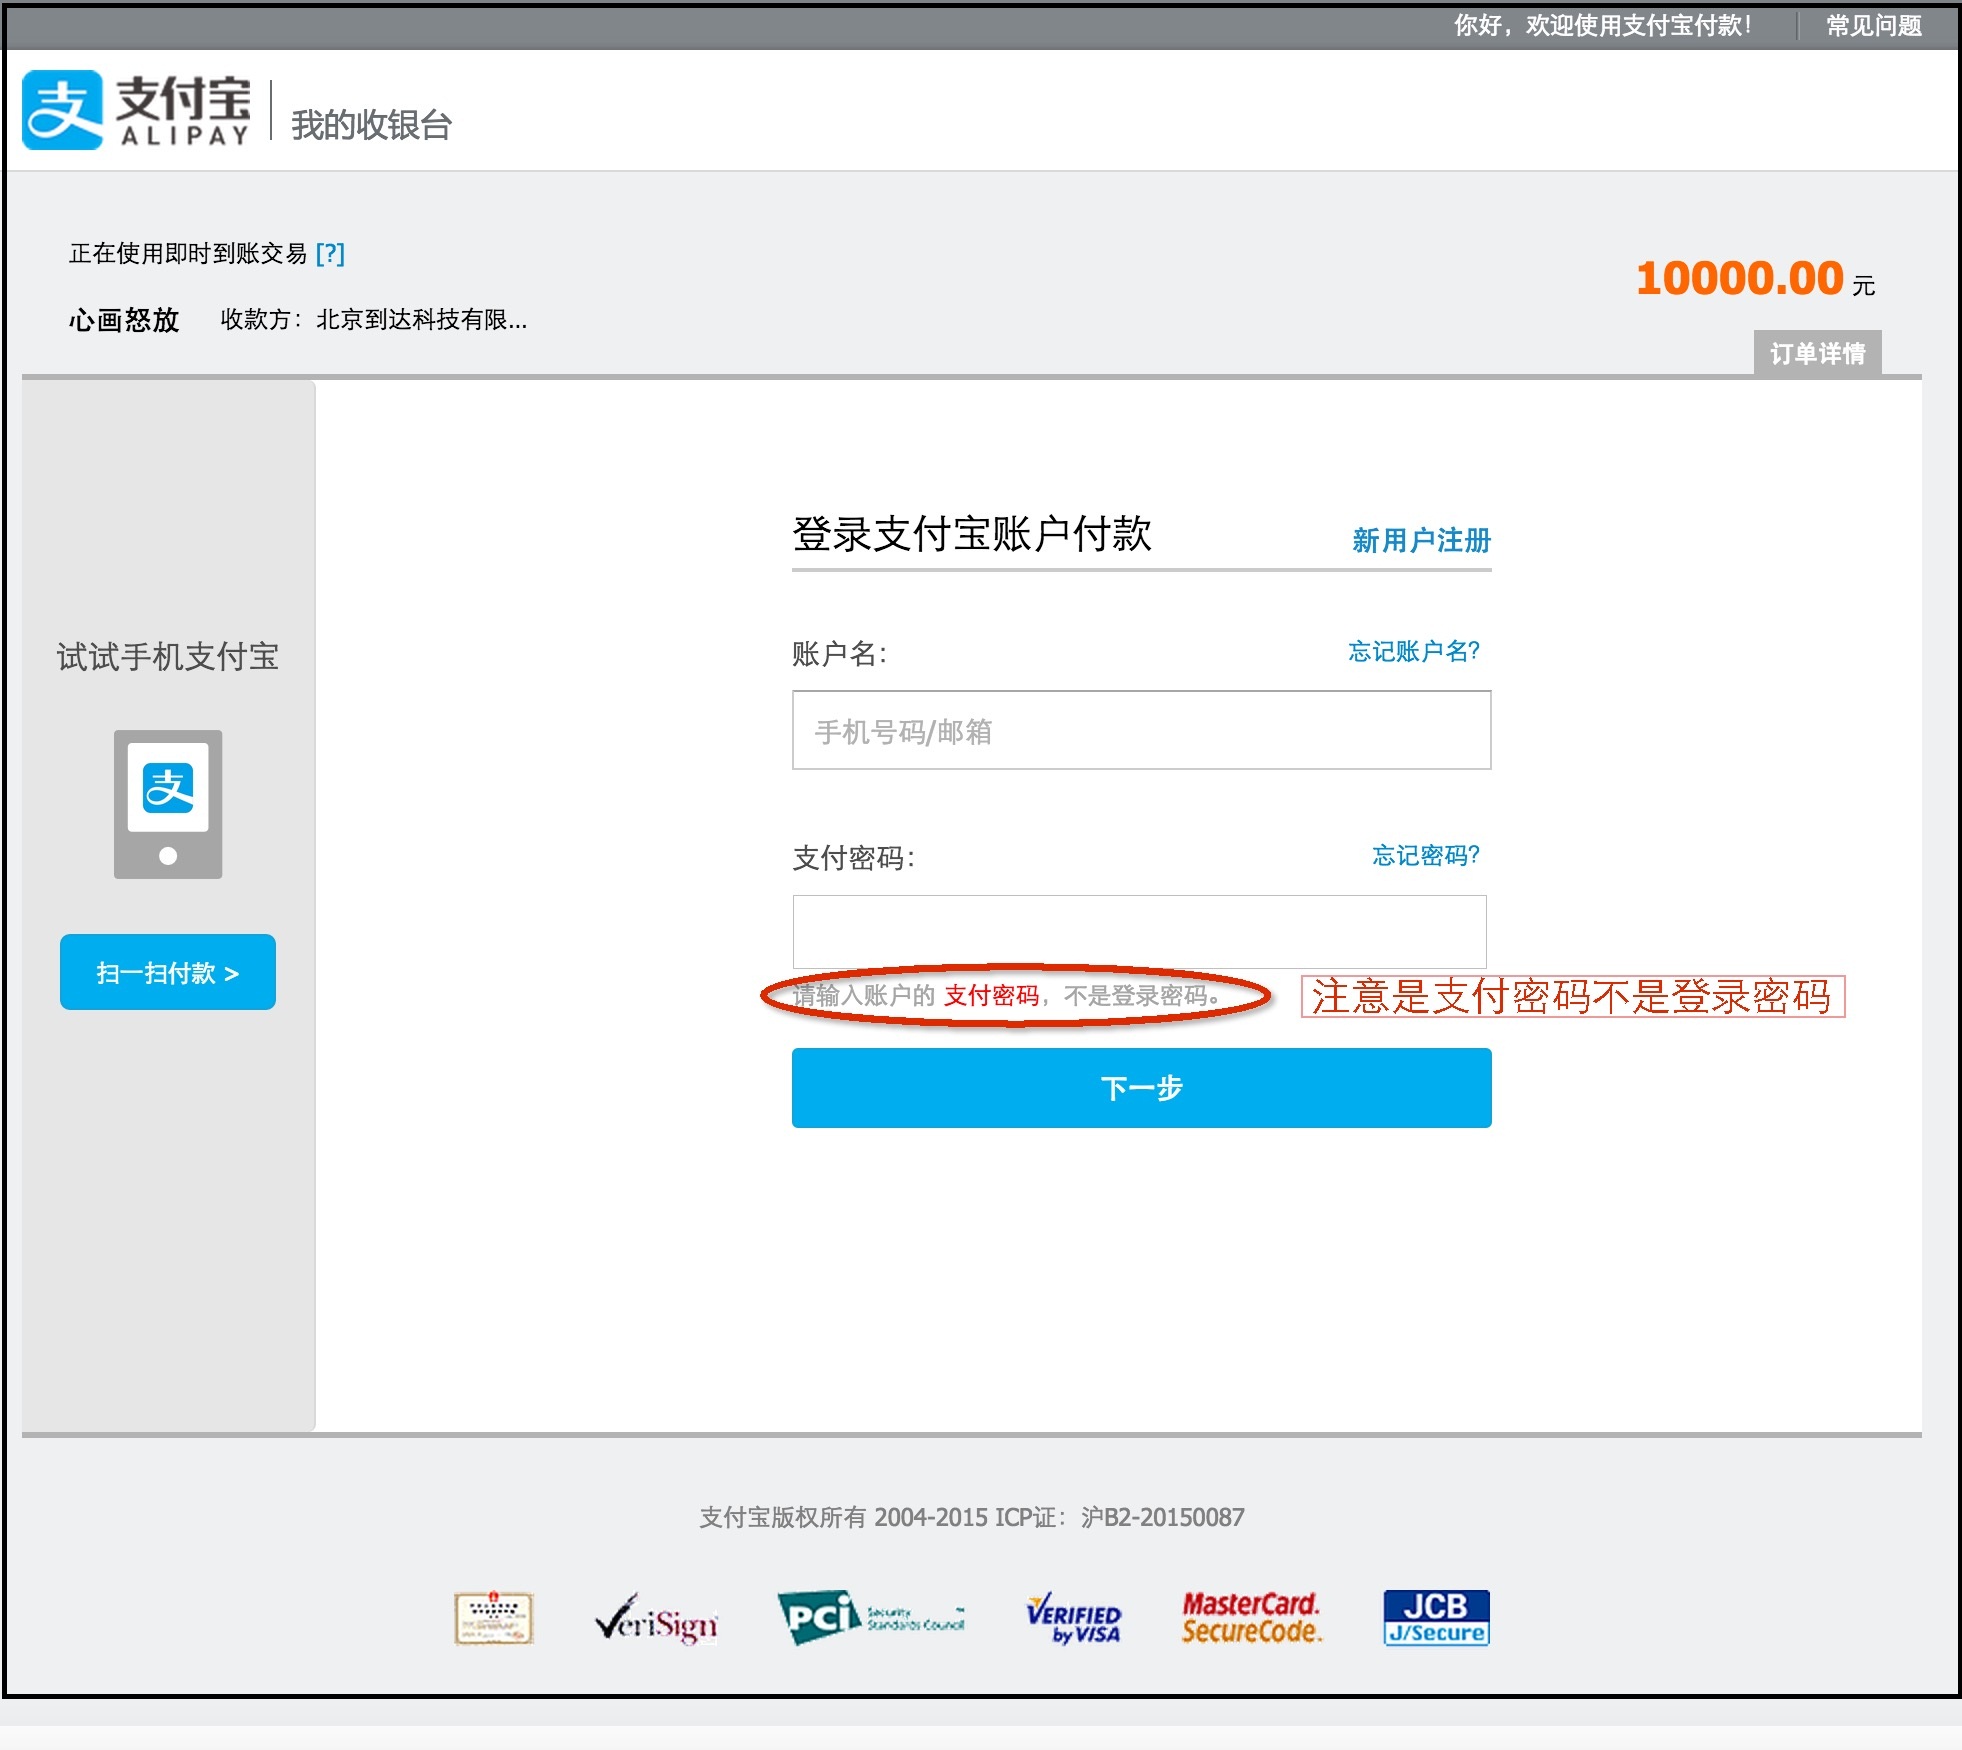 你好，欢迎使用支付宝付款！ 常见问题
支 支付宝 ALIPAY 我的收银台
正在使用即时到账交易 [?]
10000.00 元
心画怒放 收款方：北京到达科技有限...
订单详情
登录支付宝账户付款 新用户注册
试试手机支付宝
账户名: 忘记账户名?
手机号码/邮箱
支
支付密码: 忘记密码?
扫一扫付款 >
请输入账户的 支付密码，不是登录密码。 注意是支付密码不是登录密码
下一步
支付宝版权所有 2004-2015 ICP证：沪B2-20150087
VeriSign PCI Security Standards Council VERIFIED by VISA MasterCard. SecureCode. JCB J/Secure